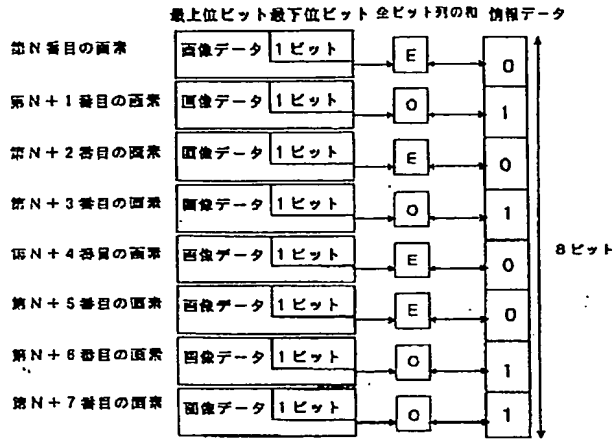 最上位ビット 最下位ビット 全ビット列の和 情報データ
第N番目の画素 画像データ 1ビット E 0
第N+1番目の画素 画像データ 1ビット O 1
第N+2番目の画素 画像データ 1ビット E 0
第N+3番目の画素 画像データ 1ビット O 1
第N+4番目の画素 画像データ 1ビット E 0
8ビット
第N+5番目の画素 画像データ 1ビット E 0
第N+6番目の画素 画像データ 1ビット O 1
第N+7番目の画素 画像データ 1ビット O 1